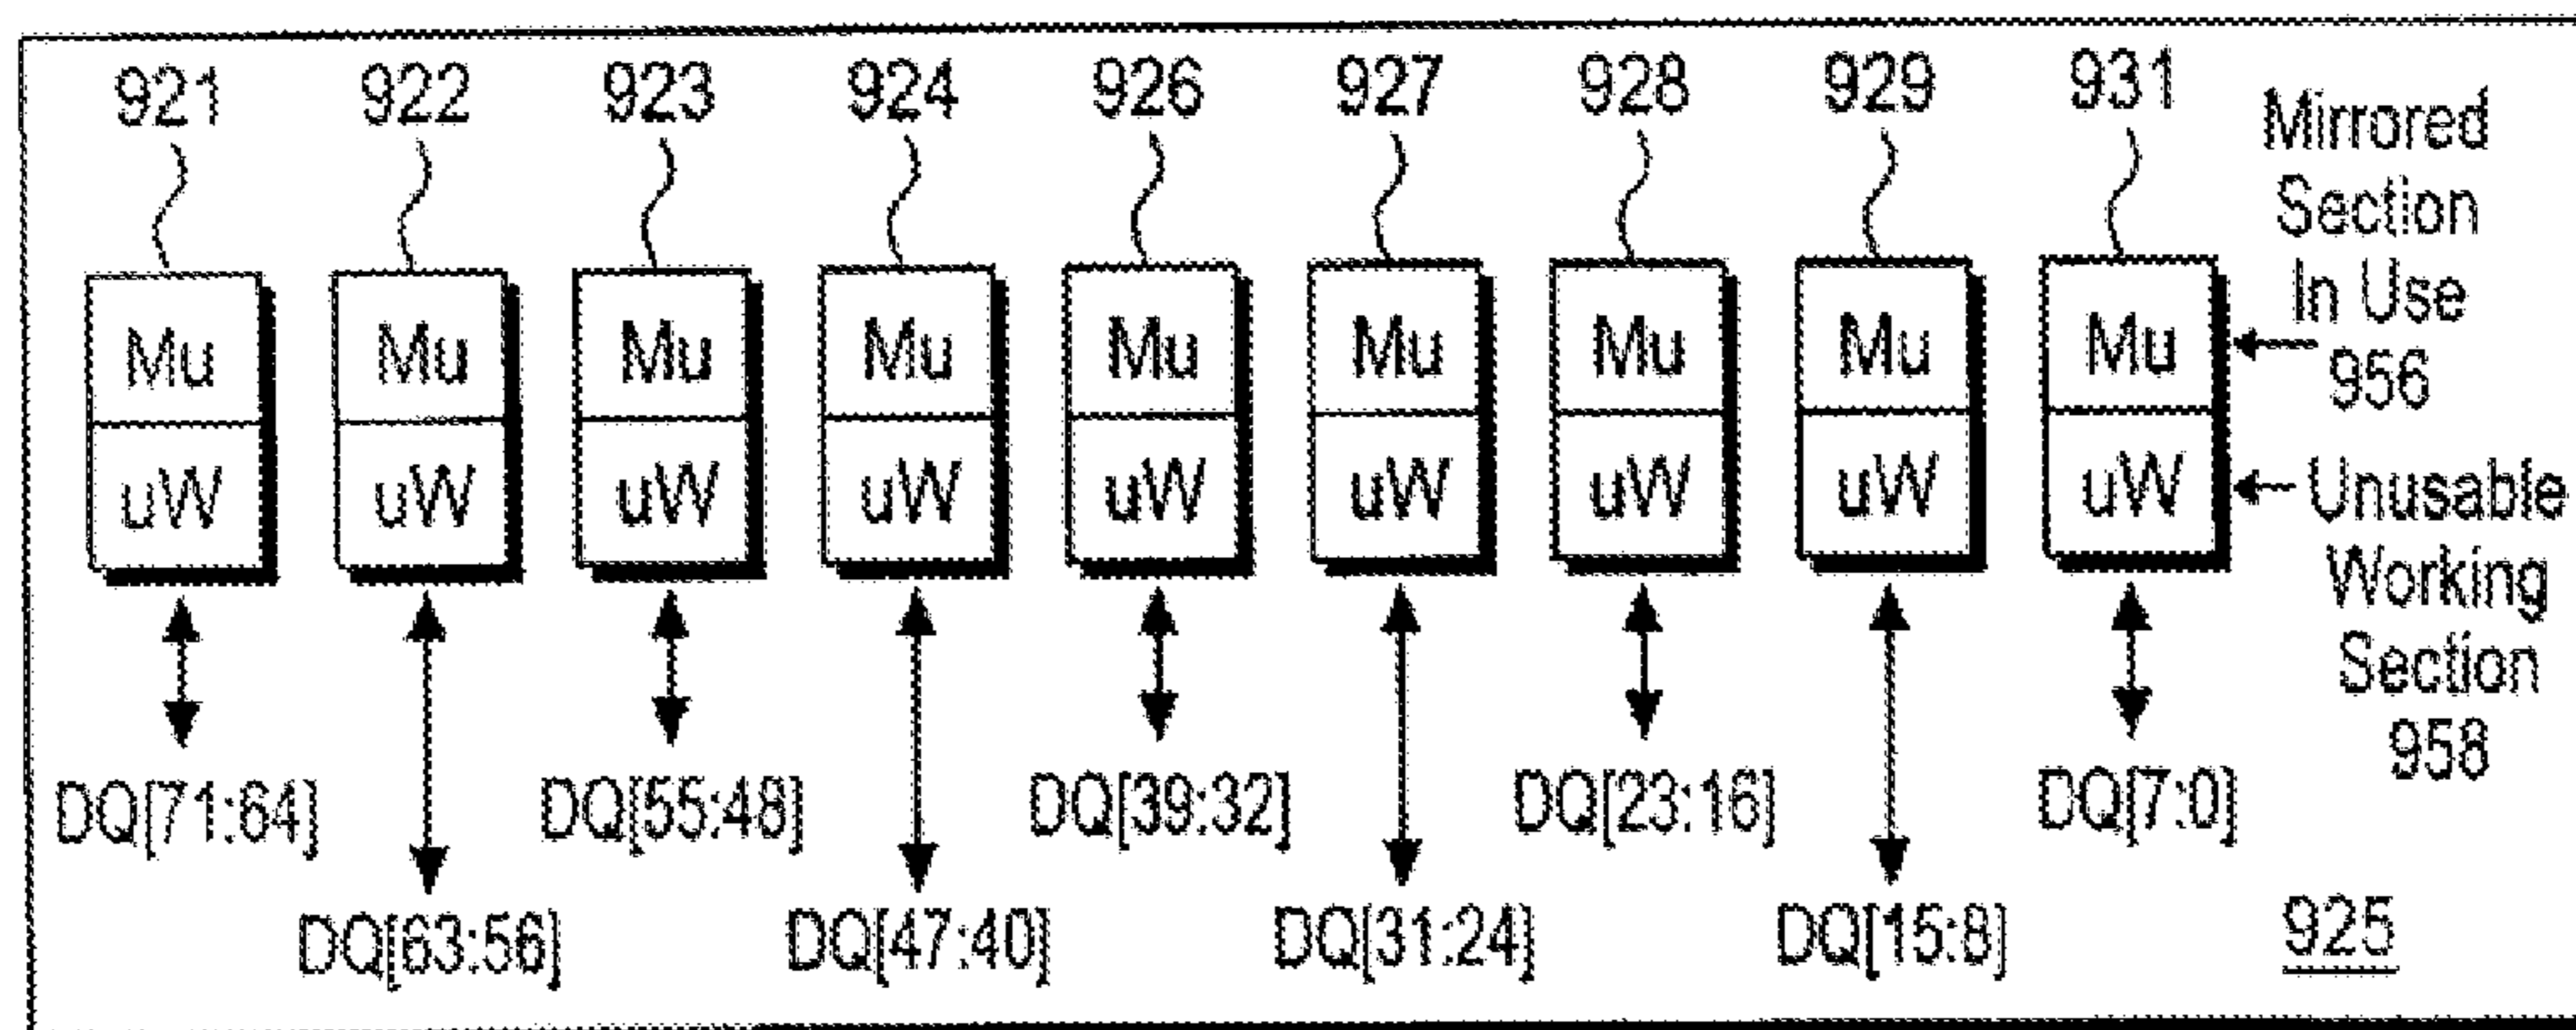 921 922 923 924 926 927 928 929 931
Mirrored
Section
In Use
956
Mu Mu Mu Mu Mu Mu Mu Mu Mu
uW uW uW uW uW uW uW uW uW
Unusable
Working
Section
958
DQ[71:64] DQ[55:48] DQ[39:32] DQ[23:16] DQ[7:0]
DQ[63:56] DQ[47:40] DQ[31:24] DQ[15:8]
925